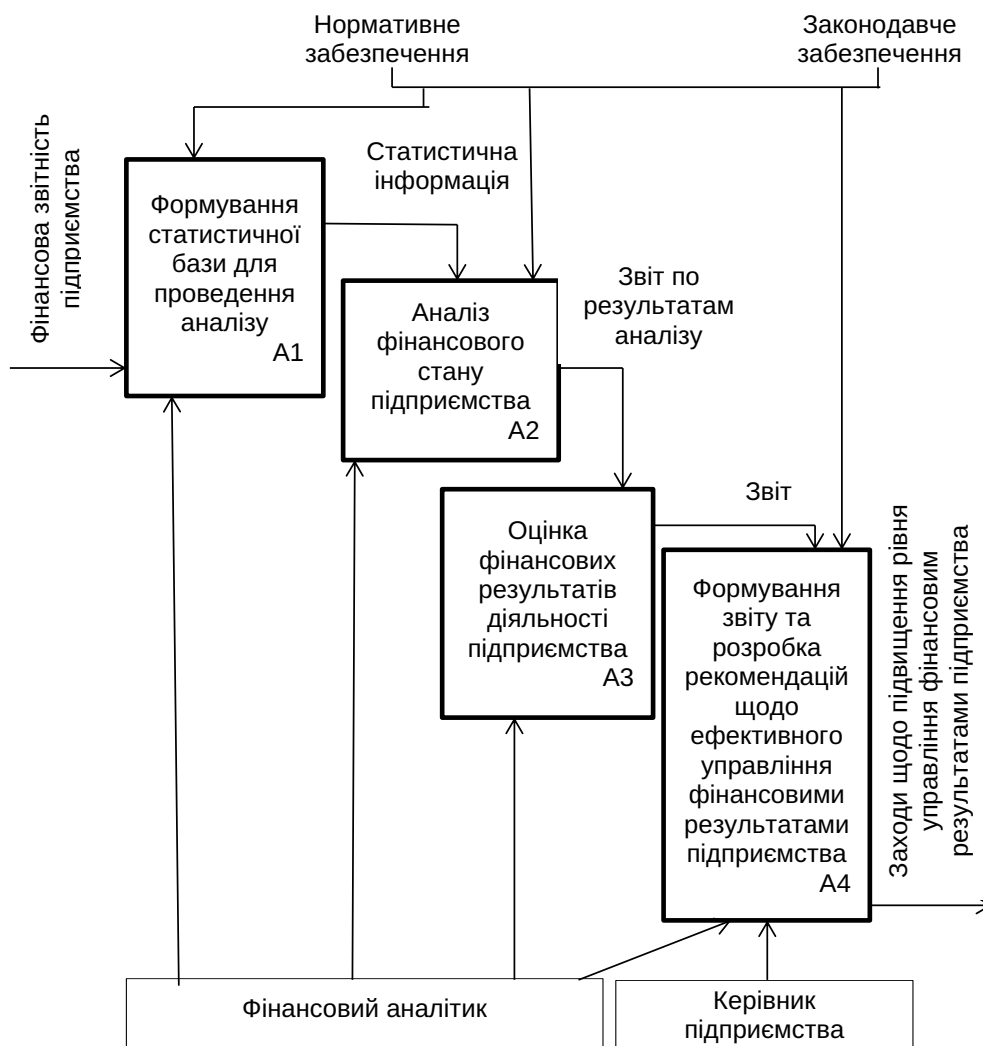 Нормативне
забезпечення
Законодавче
забезпечення
Фінансова звітність
підприємства
Статистична
інформація
Формування
статистичної
бази для
проведення
аналізу
А1
Звіт по
результатам
аналізу
Аналіз
фінансового
стану
підприємства
А2
Звіт
Оцінка
фінансових
результатів
діяльності
підприємства
А3
Формування
звіту та
розробка
рекомендацій
щодо
ефективного
управління
фінансовими
результатами
підприємства
А4
Заходи щодо підвищення рівня
управління фінансовим
результатами підприємства
Фінансовий аналітик
Керівник
підприємства